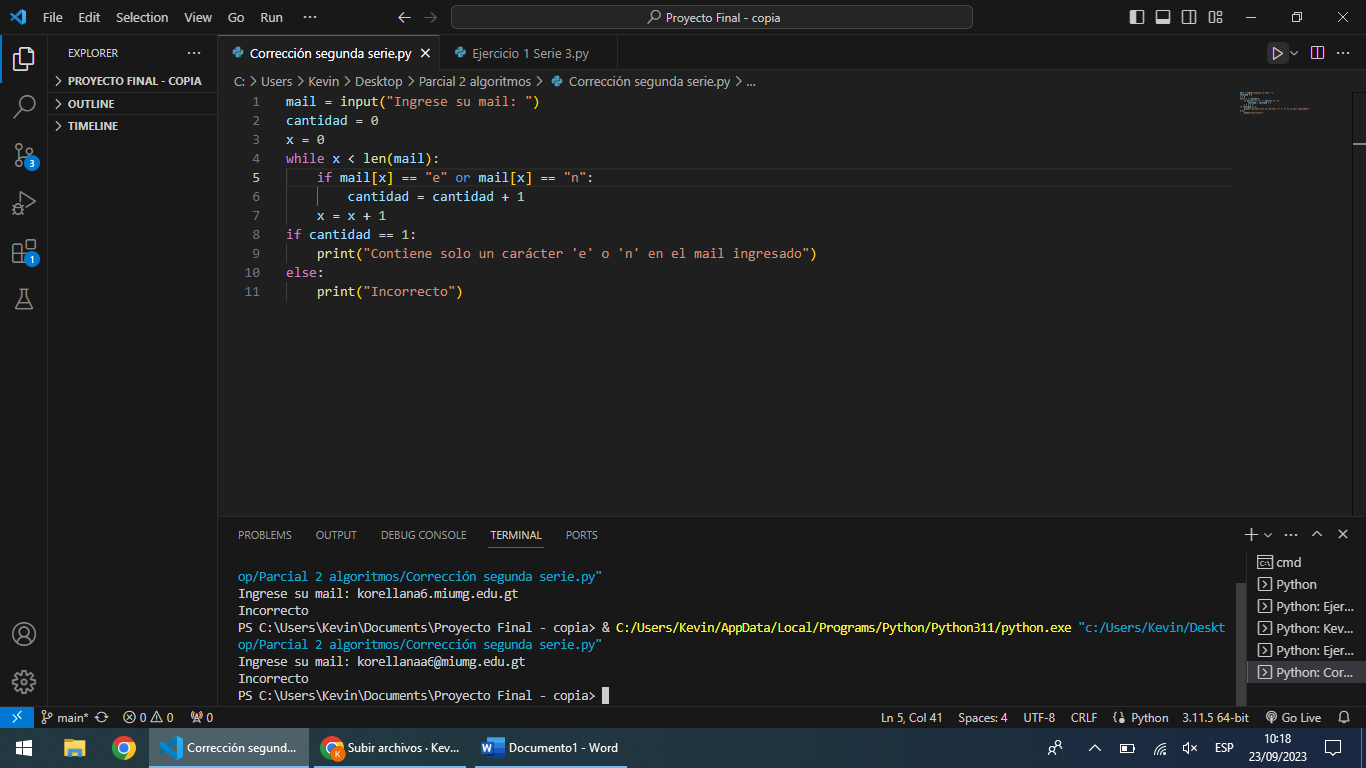 File Edit Selection View Go Run ··· Proyecto Final - copia
EXPLORER ···
PROYECTO FINAL - COPIA
OUTLINE
TIMELINE
3
1
Corrección segunda serie.py
Ejercicio 1 Serie 3.py
C: > Users > Kevin > Desktop > Parcial 2 algoritmos > Corrección segunda serie.py > ...
1 mail = input("Ingrese su mail: ")
2 cantidad = 0
3 x = 0
4 while x < len(mail):
5     if mail[x] == "e" or mail[x] == "n":
6         cantidad = cantidad + 1
7     x = x + 1
8 if cantidad == 1:
9     print("Contiene solo un carácter 'e' o 'n' en el mail ingresado")
10 else:
11     print("Incorrecto")
PROBLEMS OUTPUT DEBUG CONSOLE TERMINAL PORTS
op/Parcial 2 algoritmos/Corrección segunda serie.py"
Ingrese su mail: korellana6.miumg.edu.gt
Incorrecto
PS C:\Users\Kevin\Documents\Proyecto Final - copia> & C:/Users/Kevin/AppData/Local/Programs/Python/Python311/python.exe "c:/Users/Kevin/Deskt
op/Parcial 2 algoritmos/Corrección segunda serie.py"
Ingrese su mail: korellanaa6@miumg.edu.gt
Incorrecto
PS C:\Users\Kevin\Documents\Proyecto Final - copia>
cmd
Python
Python: Ejer...
Python: Kev...
Python: Ejer...
Python: Cor...
main* 0 0 0 Ln 5, Col 41 Spaces: 4 UTF-8 CRLF Python 3.11.5 64-bit Go Live
Corrección segund... Subir archivos · Kev... Documento1 - Word ESP 10:18
23/09/2023